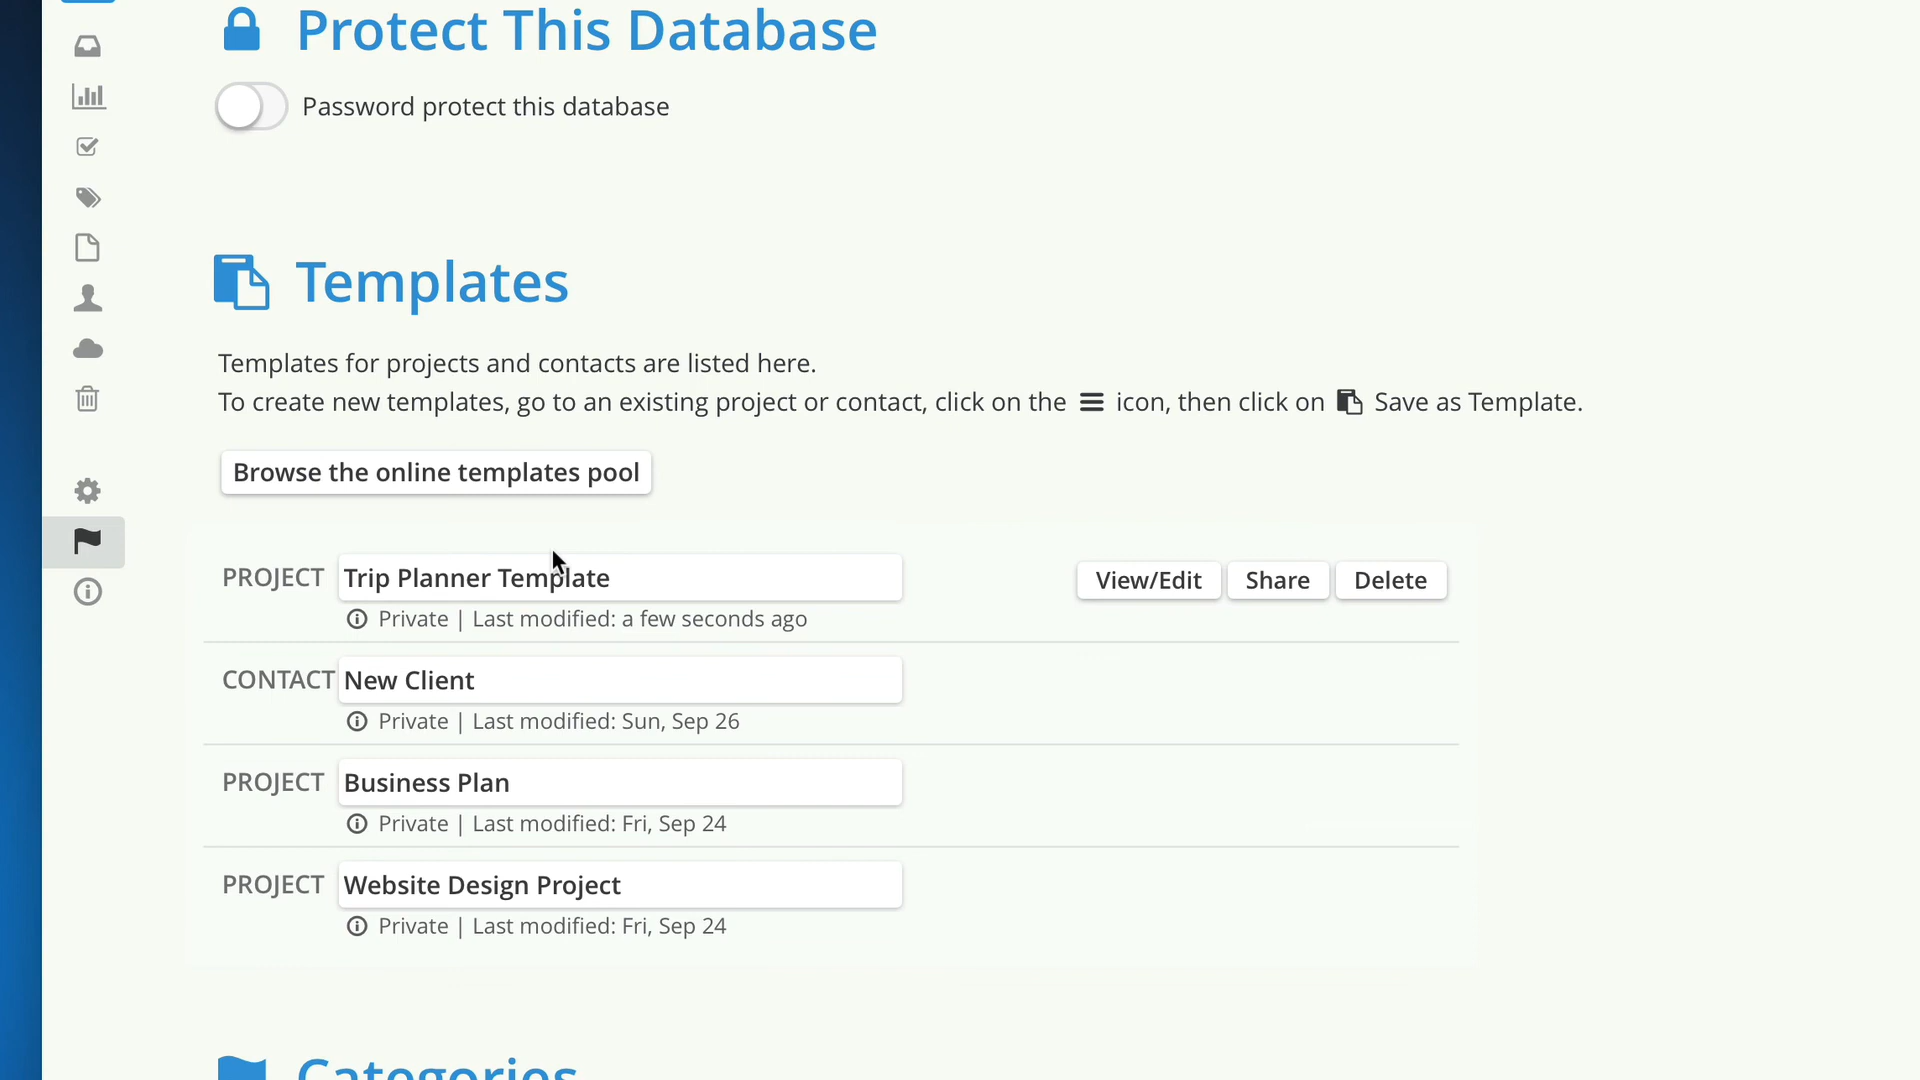 Protect This Database
Password protect this database
Templates
Templates for projects and contacts are listed here.
To create new templates, go to an existing project or contact, click on the icon, then click on Save as Template.
Browse the online templates pool
PROJECT Trip Planner Template View/Edit Share Delete
Private | Last modified: a few seconds ago
CONTACT New Client
Private | Last modified: Sun, Sep 26
PROJECT Business Plan
Private | Last modified: Fri, Sep 24
PROJECT Website Design Project
Private | Last modified: Fri, Sep 24
Categories